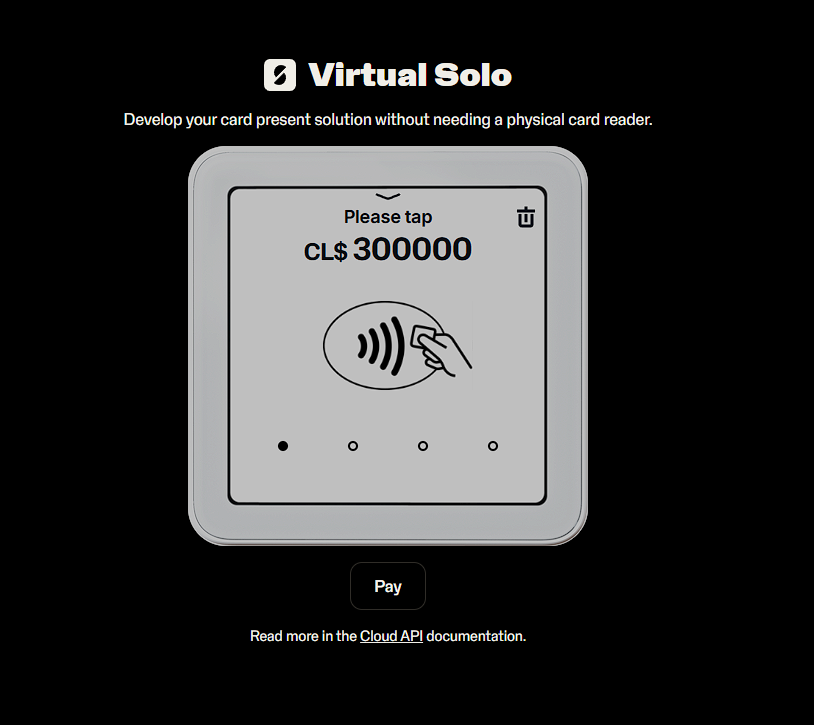 Virtual Solo
Develop your card present solution without needing a physical card reader.
Please tap
CL$ 300000
Pay
Read more in the Cloud API documentation.